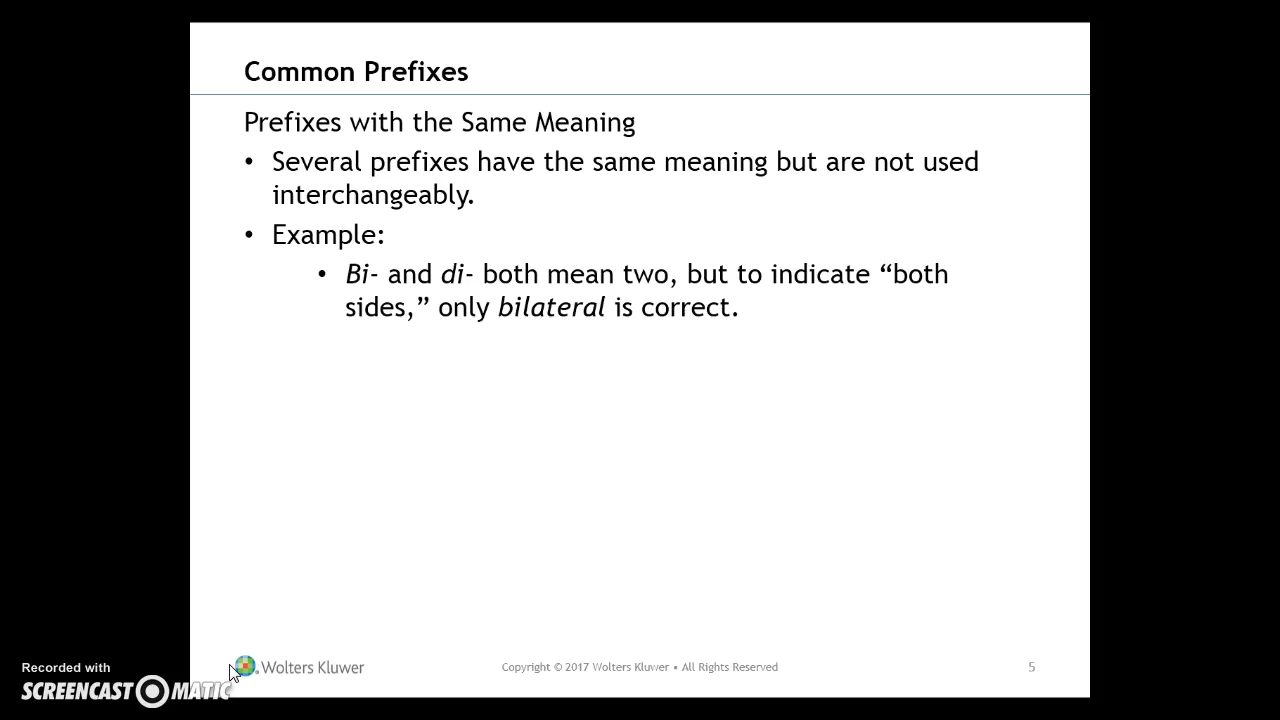 Common Prefixes
Prefixes with the Same Meaning
• Several prefixes have the same meaning but are not used
interchangeably.
• Example:
• Bi- and di- both mean two, but to indicate “both
sides,” only bilateral is correct.
Recorded with
SCREENCAST O MATIC
Wolters Kluwer
Copyright © 2017 Wolters Kluwer • All Rights Reserved
5